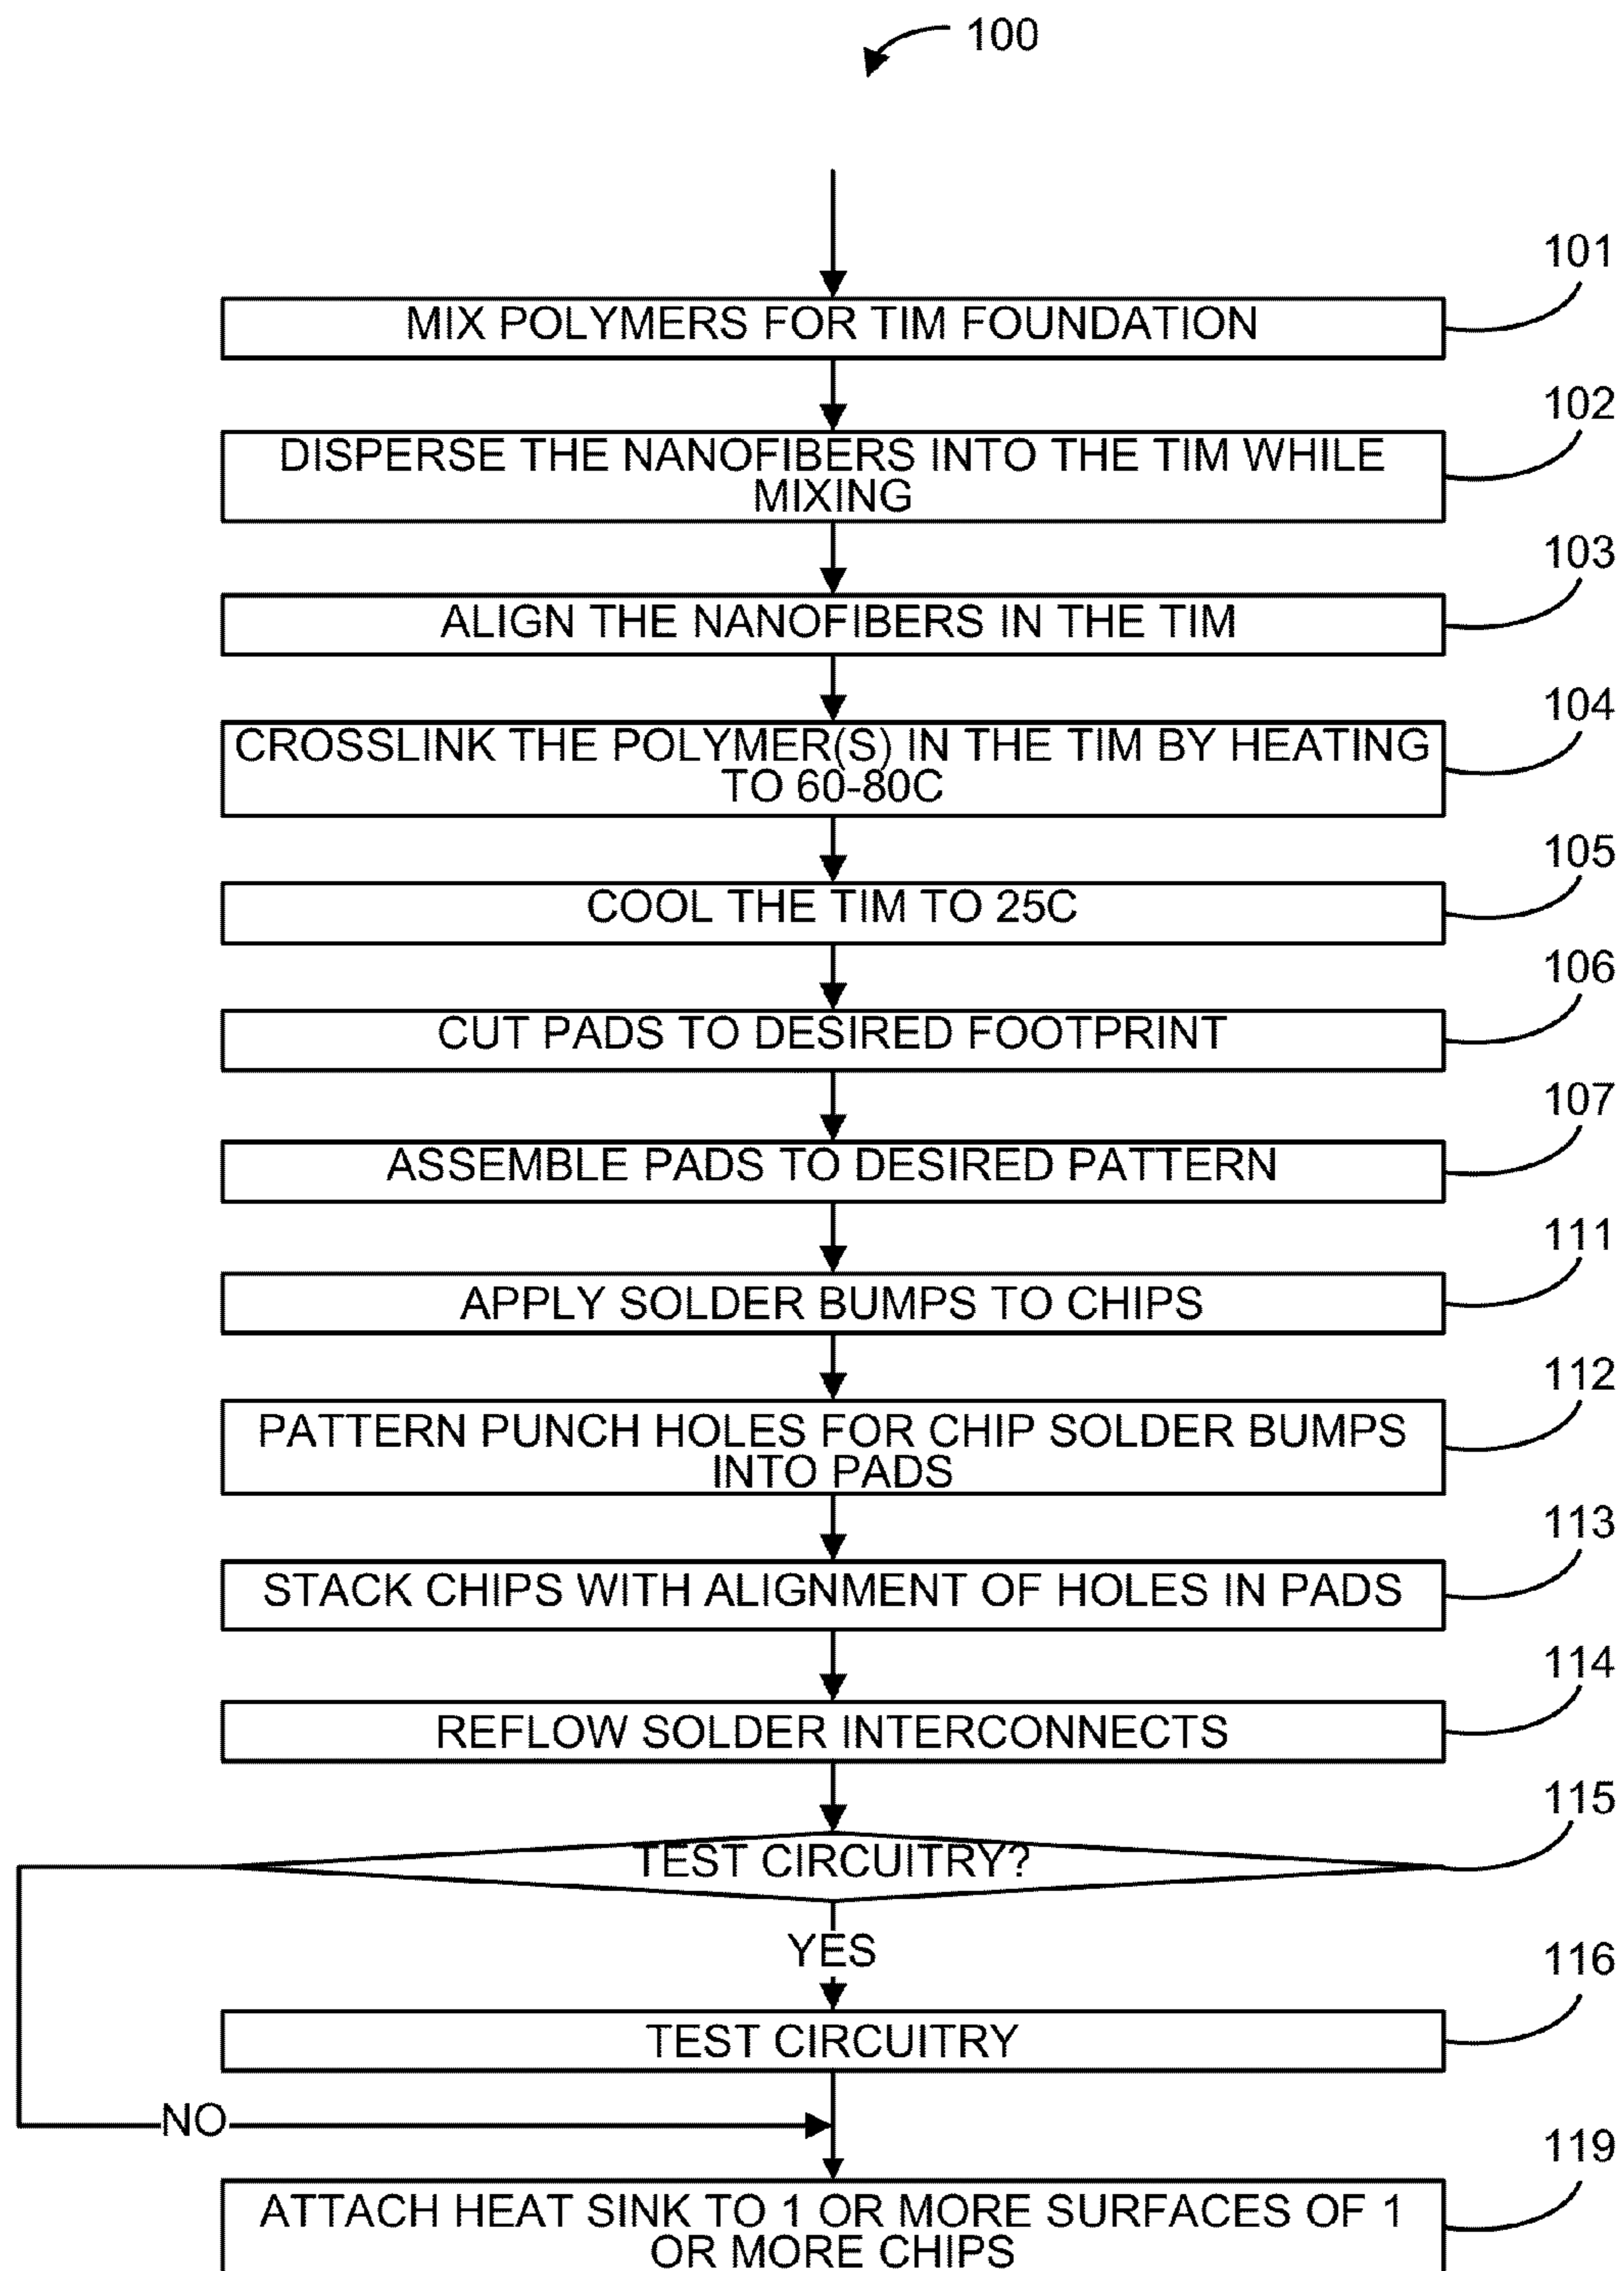 100
101
MIX POLYMERS FOR TIM FOUNDATION
102
DISPERSE THE NANOFIBERS INTO THE TIM WHILE
MIXING
103
ALIGN THE NANOFIBERS IN THE TIM
104
CROSSLINK THE POLYMER(S) IN THE TIM BY HEATING
TO 60-80C
105
COOL THE TIM TO 25C
106
CUT PADS TO DESIRED FOOTPRINT
107
ASSEMBLE PADS TO DESIRED PATTERN
111
APPLY SOLDER BUMPS TO CHIPS
112
PATTERN PUNCH HOLES FOR CHIP SOLDER BUMPS
INTO PADS
113
STACK CHIPS WITH ALIGNMENT OF HOLES IN PADS
114
REFLOW SOLDER INTERCONNECTS
115
TEST CIRCUITRY?
YES
116
TEST CIRCUITRY
NO
119
ATTACH HEAT SINK TO 1 OR MORE SURFACES OF 1
OR MORE CHIPS